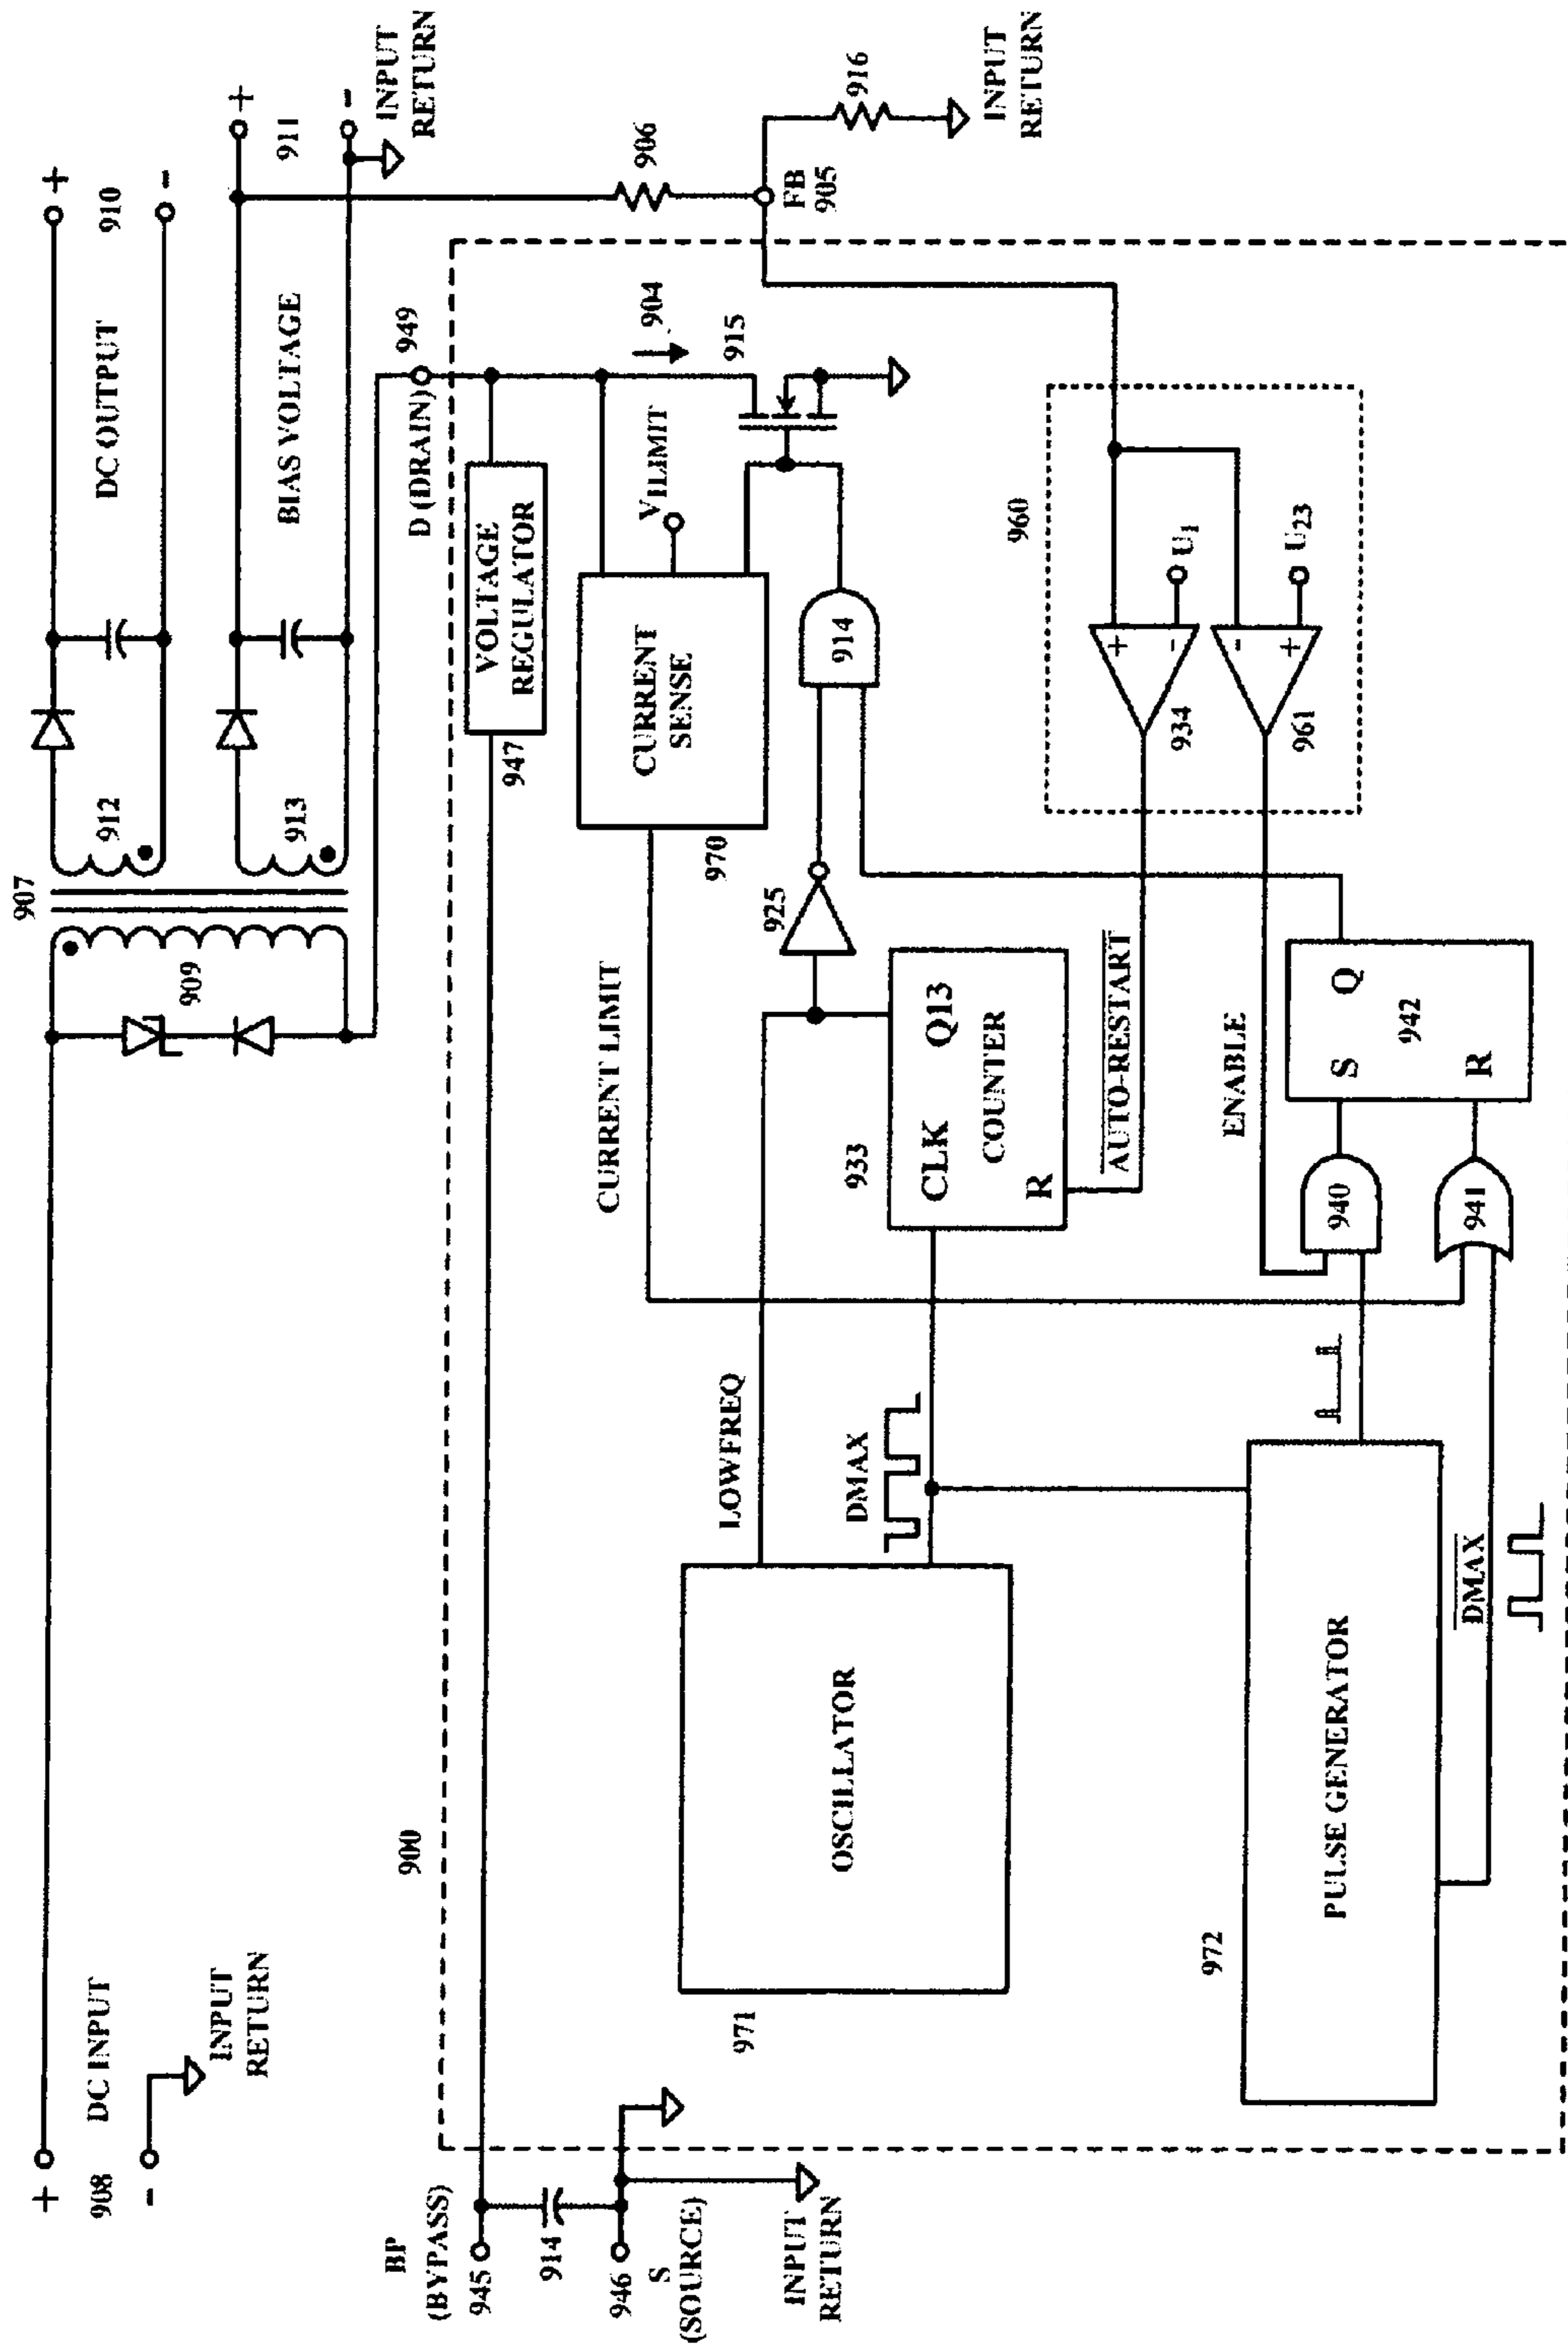 +
908
-
DC INPUT
INPUT
RETURN
907
909
912
913
+
DC OUTPUT
910
-
+
BIAS VOLTAGE
911
-
INPUT
RETURN
906
FB
905
916
INPUT
RETURN
D (DRAIN)
949
BP
(BYPASS)
945
914
946
S
(SOURCE)
INPUT
RETURN
900
VOLTAGE
REGULATOR
947
904
915
CURRENT LIMIT
CURRENT
SENSE
970
VILIMIT
914
925
LOWFREQ
DMAX
OSCILLATOR
971
933
CLK
Q13
COUNTER
R
AUTO-RESTART
960
+
-
U1
934
-
+
U23
961
ENABLE
940
941
S
Q
942
R
PULSE GENERATOR
972
DMAX